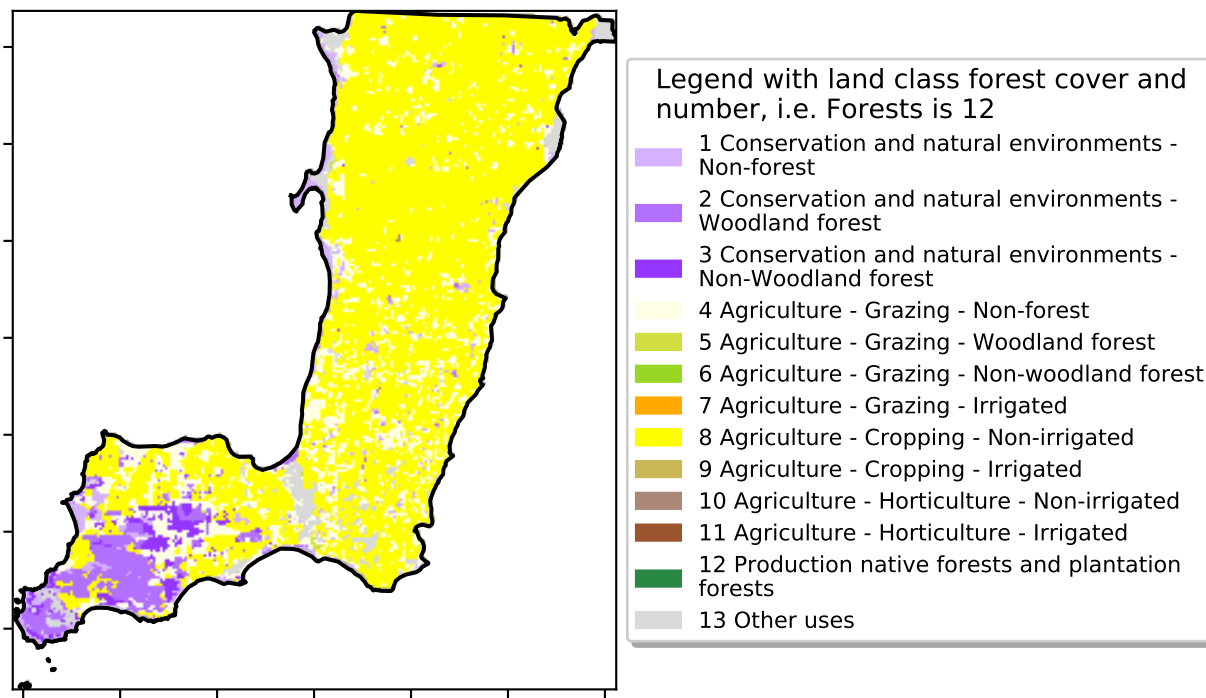 Legend with land class forest cover and
number, i.e. Forests is 12
1 Conservation and natural environments -
Non-forest
2 Conservation and natural environments -
Woodland forest
3 Conservation and natural environments -
Non-Woodland forest
4 Agriculture - Grazing - Non-forest
5 Agriculture - Grazing - Woodland forest
6 Agriculture - Grazing - Non-woodland forest
7 Agriculture - Grazing - Irrigated
8 Agriculture - Cropping - Non-irrigated
9 Agriculture - Cropping - Irrigated
10 Agriculture - Horticulture - Non-irrigated
11 Agriculture - Horticulture - Irrigated
12 Production native forests and plantation
forests
13 Other uses